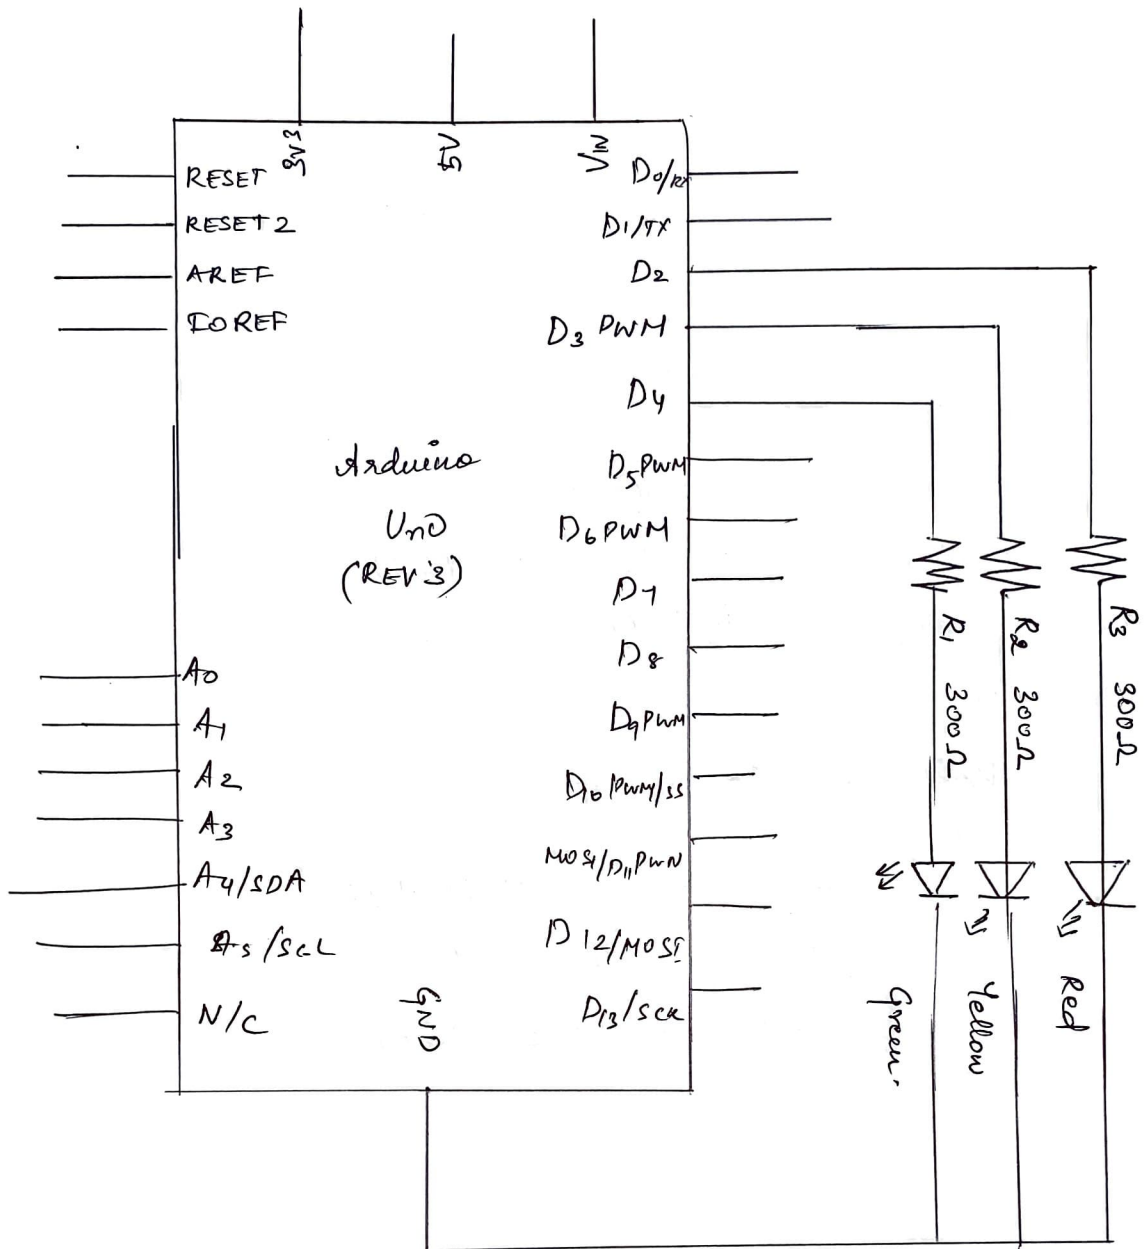 3V3
5V
VIN
RESET
RESET 2
AREF
IOREF
D0/RX
D1/TX
D2
D3 PWM
D4
D5 PWM
D6 PWM
D7
D8
D9 PWM
D10 PWM/SS
MOSI/D11 PWN
D12/MOSI
D13/SCK
Arduino
UnO
(REV 3)
A0
A1
A2
A3
A4/SDA
A5/SCL
N/C
GND
R1 300Ω
R2 300Ω
R3 300Ω
Green.
Yellow
Red